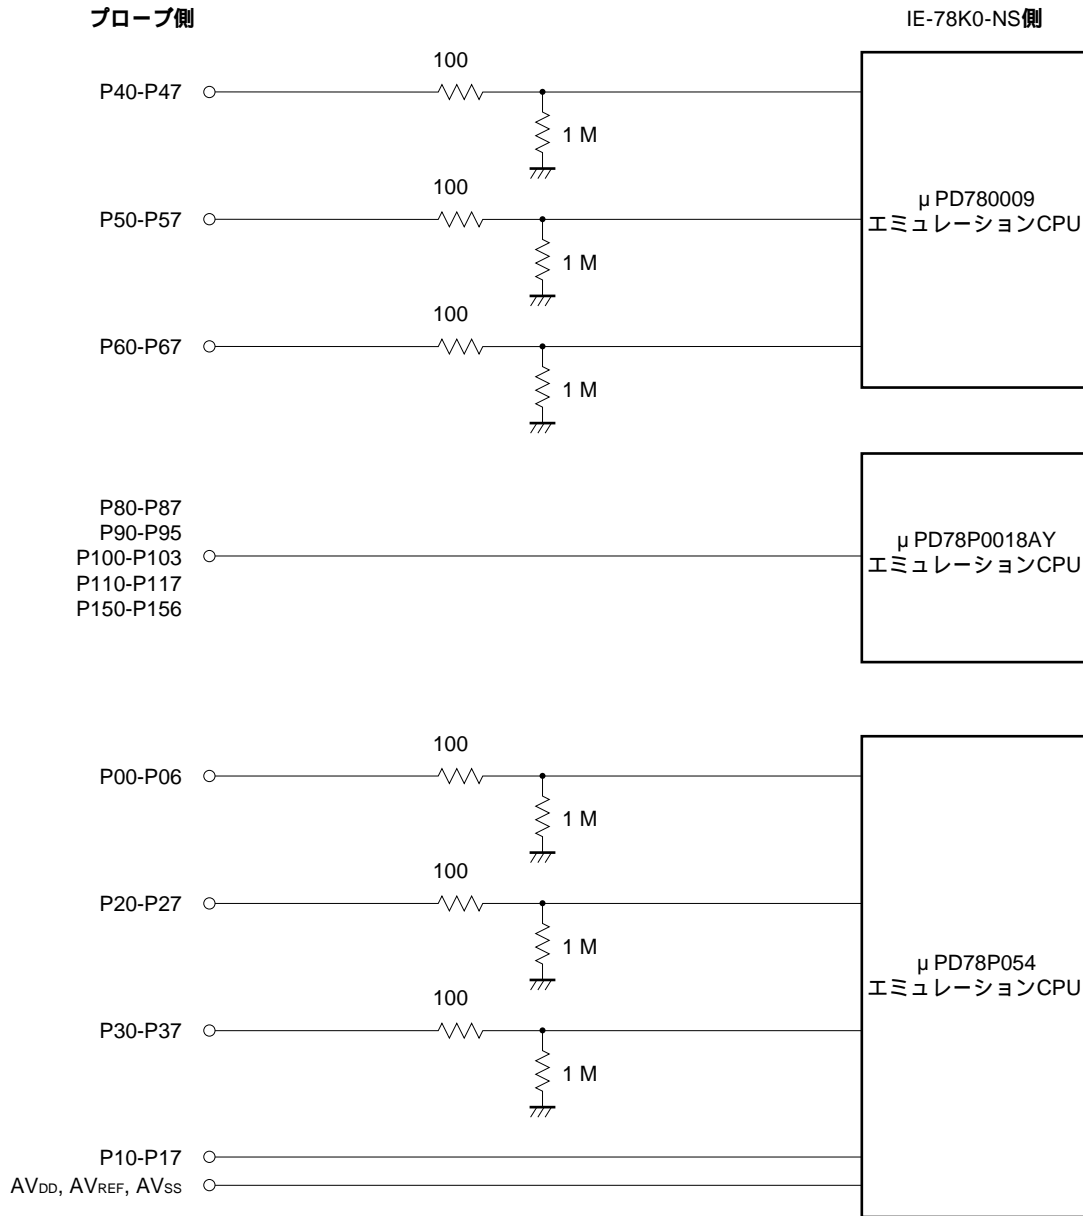 プローブ側
IE-78K0-NS側
100
P40-P47
1 M
100
P50-P57
1 M
μ PD780009
エミュレーションCPU
100
P60-P67
1 M
P80-P87
P90-P95
P100-P103
P110-P117
P150-P156
μ PD78P0018AY
エミュレーションCPU
100
P00-P06
1 M
100
P20-P27
1 M
100
P30-P37
1 M
μ PD78P054
エミュレーションCPU
P10-P17
AVDD, AVREF, AVSS